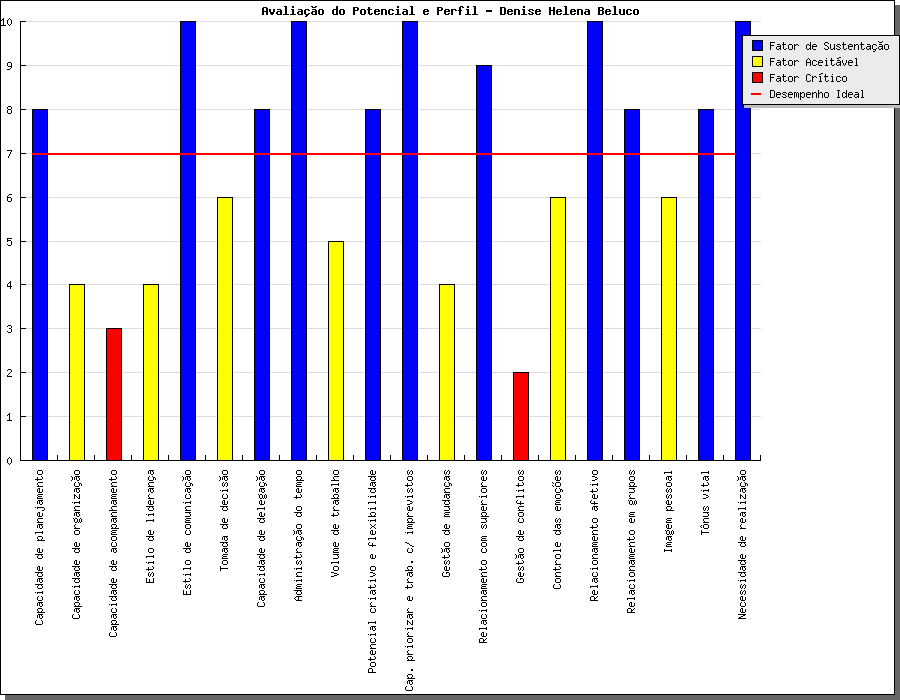 Avaliação do Potencial e Perfil - Denise Helena Beluco
Fator de Sustentação
Fator Aceitável
Fator Crítico
Desempenho Ideal
10
9
8
7
6
5
4
3
2
1
0
Capacidade de planejamento
Capacidade de organização
Capacidade de acompanhamento
Estilo de liderança
Estilo de comunicação
Tomada de decisão
Capacidade de delegação
Administração do tempo
Volume de trabalho
Potencial criativo e flexibilidade
Cap. priorizar e trab. c/ imprevistos
Gestão de mudanças
Relacionamento com superiores
Gestão de conflitos
Controle das emoções
Relacionamento afetivo
Relacionamento em grupos
Imagem pessoal
Tônus vital
Necessidade de realização